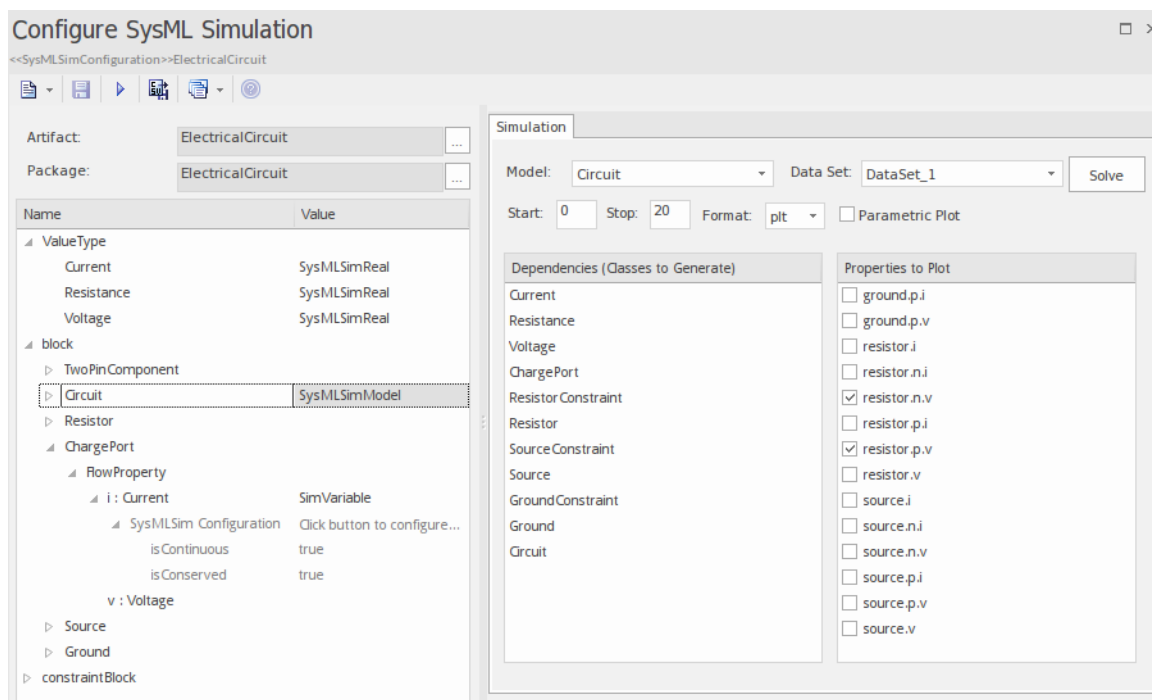 Configure SysML Simulation
<<SysMLSimConfiguration>>ElectricalCircuit
Artifact: ElectricalCircuit ...
Package: ElectricalCircuit ...
Name Value
ValueType
Current SysMLSimReal
Resistance SysMLSimReal
Voltage SysMLSimReal
block
TwoPinComponent
Circuit SysMLSimModel
Resistor
ChargePort
FlowProperty
i : Current SimVariable
SysMLSim Configuration Click button to configure...
isContinuous true
isConserved true
v : Voltage
Source
Ground
constraintBlock
Simulation
Model: Circuit Data Set: DataSet_1 Solve
Start: 0 Stop: 20 Format: plt Parametric Plot
Dependencies (Classes to Generate)
Current
Resistance
Voltage
ChargePort
ResistorConstraint
Resistor
SourceConstraint
Source
GroundConstraint
Ground
Circuit
Properties to Plot
ground.p.i
ground.p.v
resistor.i
resistor.n.i
resistor.n.v
resistor.p.i
resistor.p.v
resistor.v
source.i
source.n.i
source.n.v
source.p.i
source.p.v
source.v